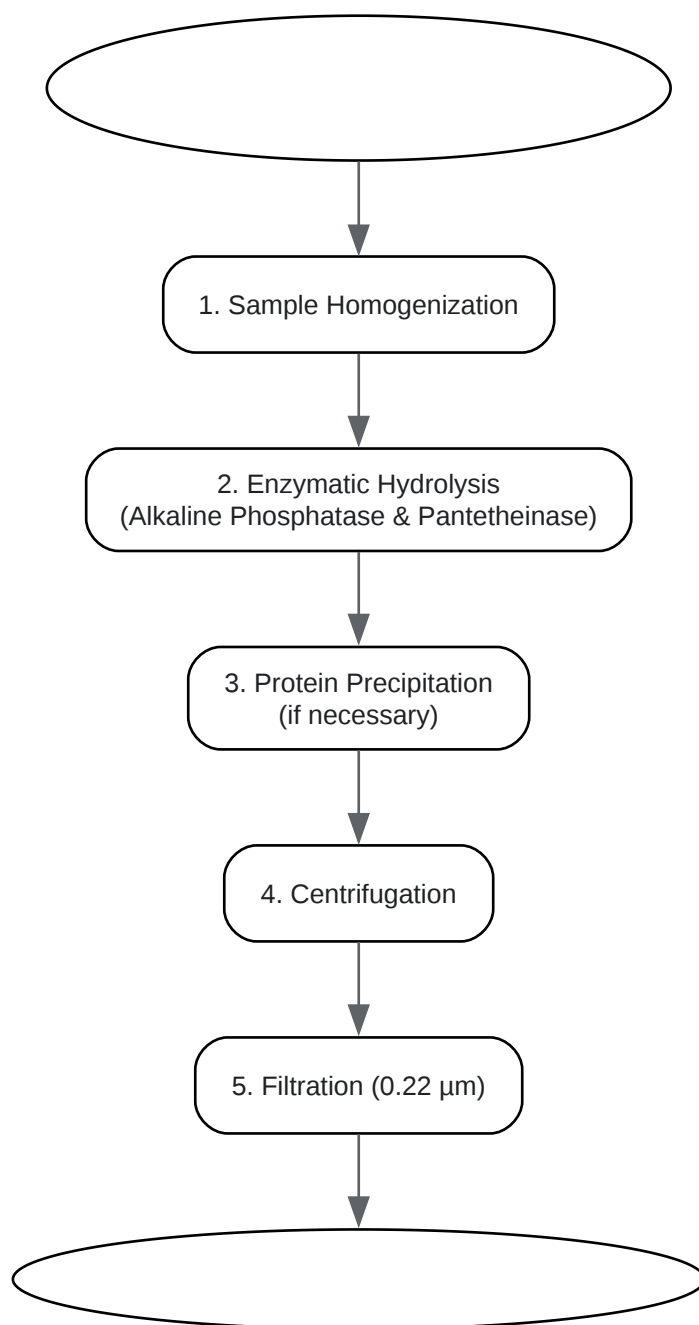 1. Sample Homogenization
2. Enzymatic Hydrolysis
(Alkaline Phosphatase & Pantetheinase)
3. Protein Precipitation
(if necessary)
4. Centrifugation
5. Filtration (0.22 µm)